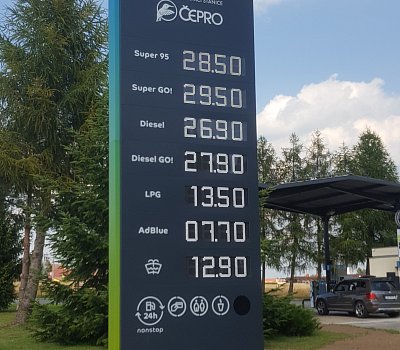 STANICE
ČEPRO
Super 95 28.50
Super GO! 29.50
Diesel 26.90
Diesel GO! 27.90
LPG 13.50
AdBlue 07.70
12.90
24h
nonstop